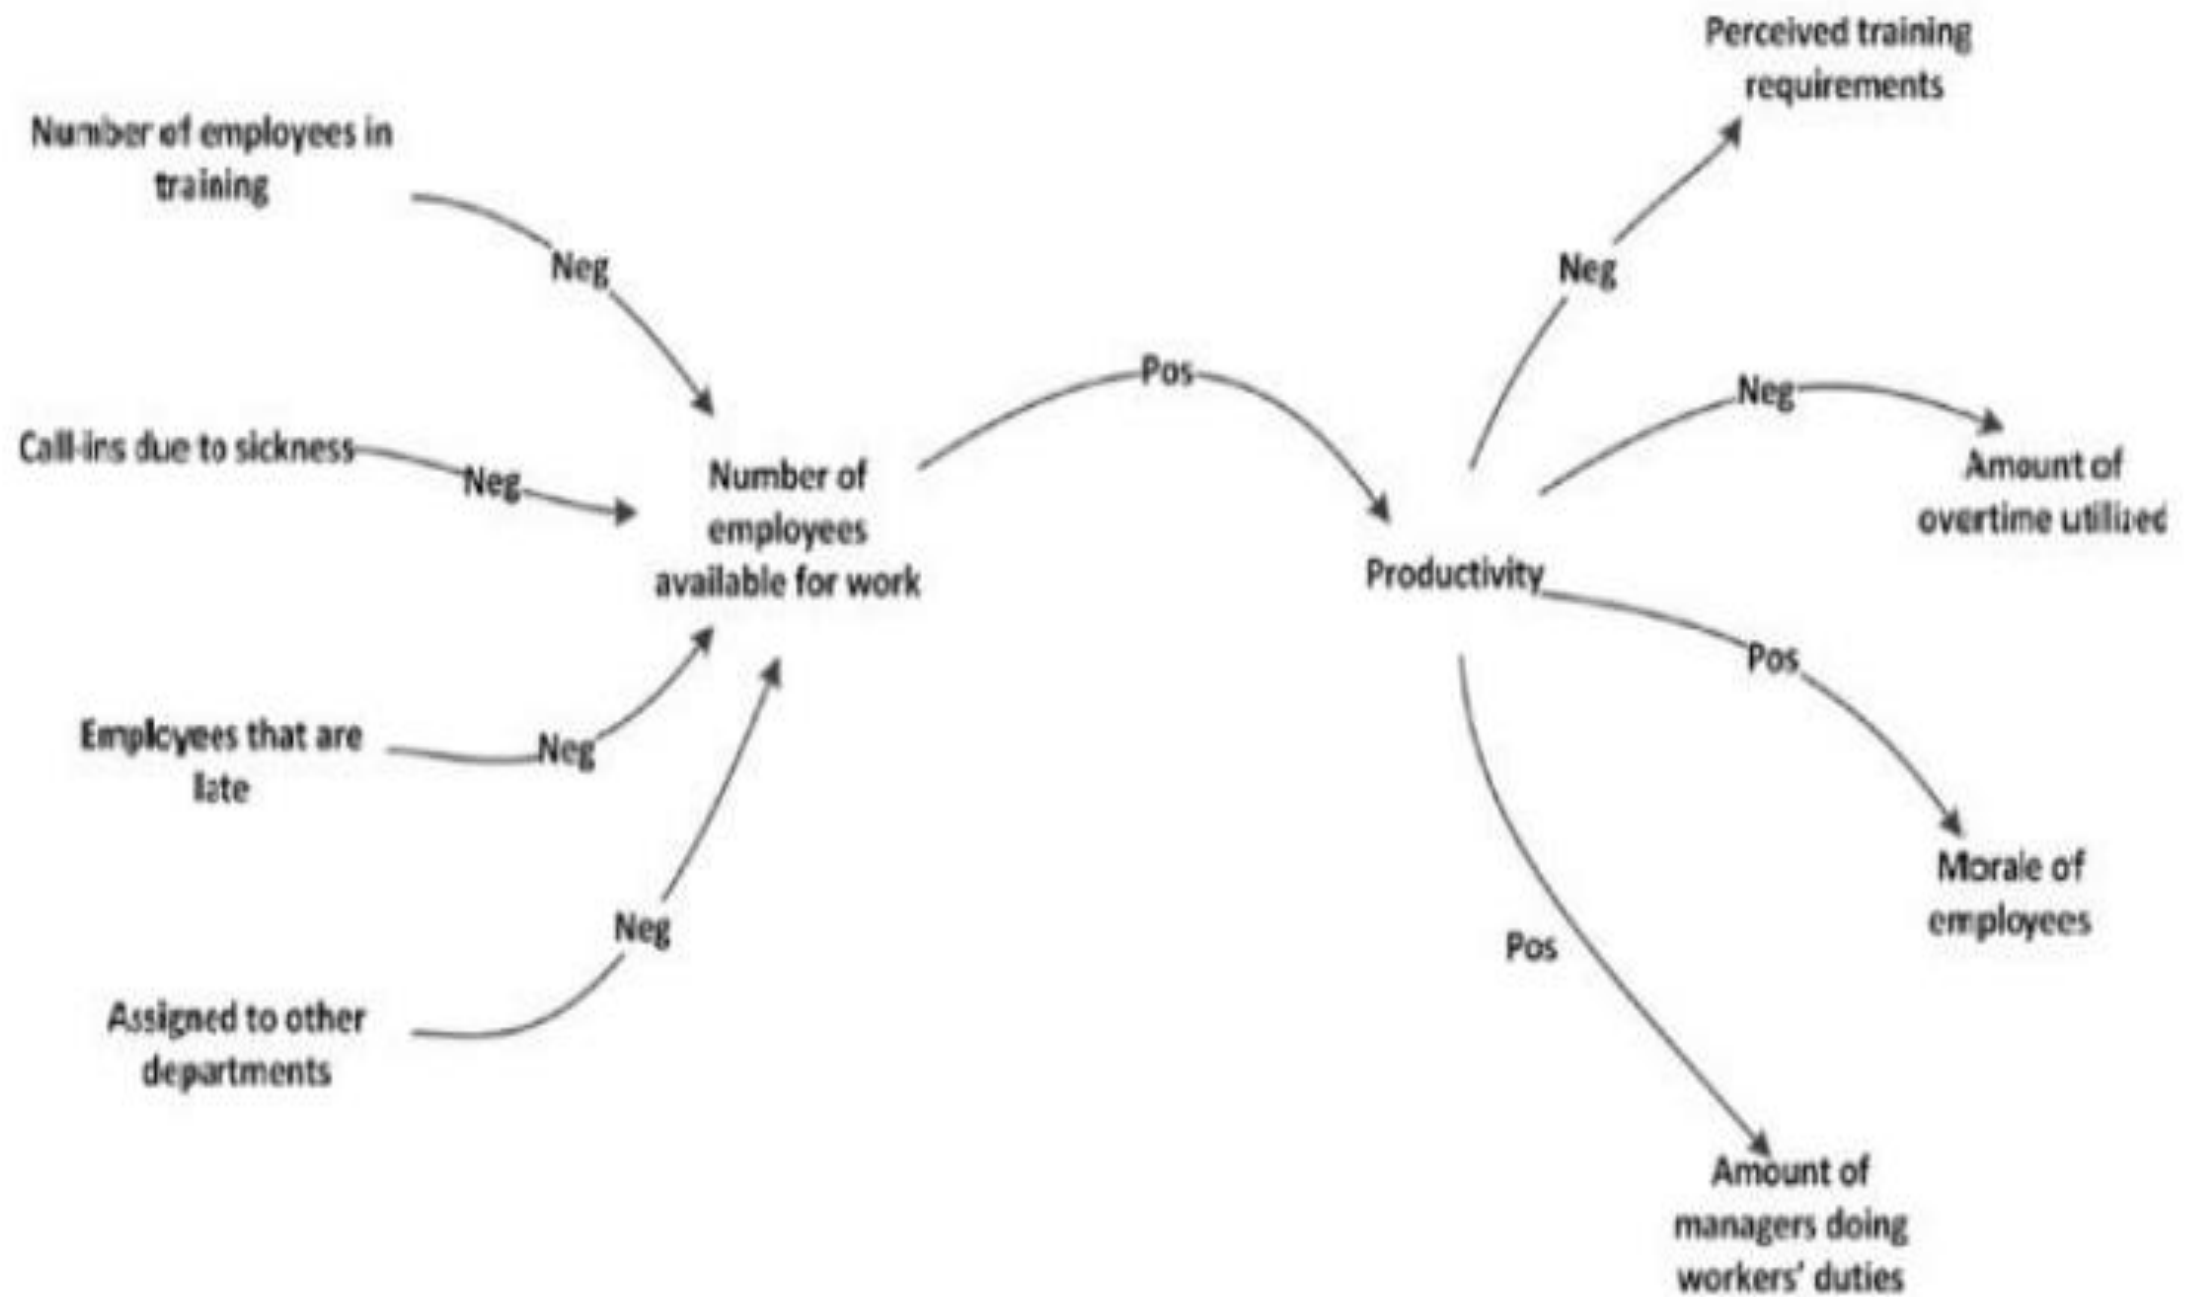 Perceived training
requirements
Number of employees in
training
Neg
Neg
Pos
Neg
Call-ins due to sickness
Neg
Number of
employees
available for work
Amount of
overtime utilized
Productivity
Pos
Employees that are
late
Neg
Morale of
employees
Neg
Pos
Assigned to other
departments
Amount of
managers doing
workers' duties